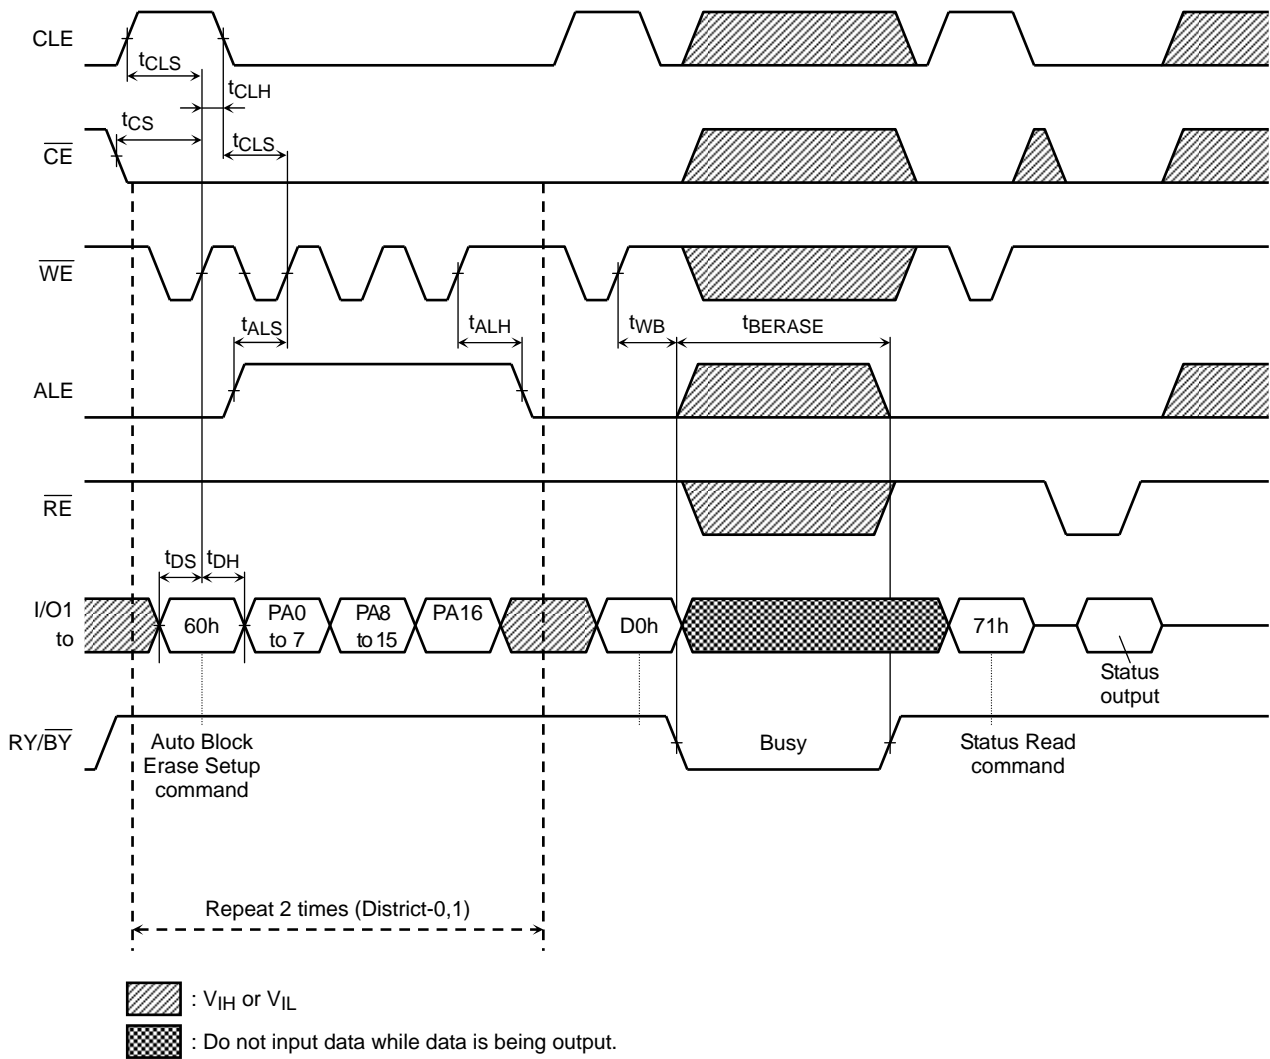 CLE
tCLS
tCLH
tCS
tCLS
CE
WE
tALS
tALH
tWB
tBERASE
ALE
RE
tDS
tDH
I/O1
to
60h
PA0
to 7
PA8
to 15
PA16
D0h
71h
Status
output
RY/BY
Auto Block
Erase Setup
command
Busy
Status Read
command
Repeat 2 times (District-0,1)
: VIH or VIL
: Do not input data while data is being output.